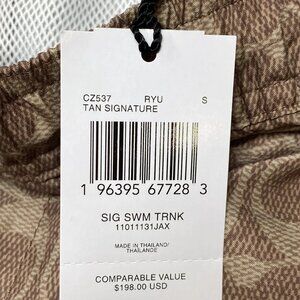 CZ537 RYU S
TAN SIGNATURE
1 96395 67728 3
SIG SWM TRNK
11011131JAX
MADE IN THAILAND/
THAÏLANDE
COMPARABLE VALUE
$198.00 USD